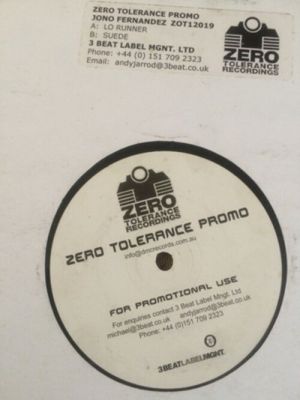 ZERO TOLERANCE PROMO
JONO FERNANDEZ ZOT12019
A: LO RUNNER
B: SUEDE
3 BEAT LABEL MGNT. LTD
Phone: +44 (0) 151 709 2323
Email: andyjarrod@3beat.co.uk
ZERO
TOLERANCE
RECORDINGS
ZERO
TOLERANCE
RECORDINGS
ZERO TOLERANCE PROMO
info@dmcrecords.com.au
FOR PROMOTIONAL USE
For enquiries contact 3 Beat Label Mngt. Ltd
michael@3beat.co.uk andyjarrod@3beat.co.uk
Phone: +44 (0)151 709 2323
3BEATLABELMGNT.